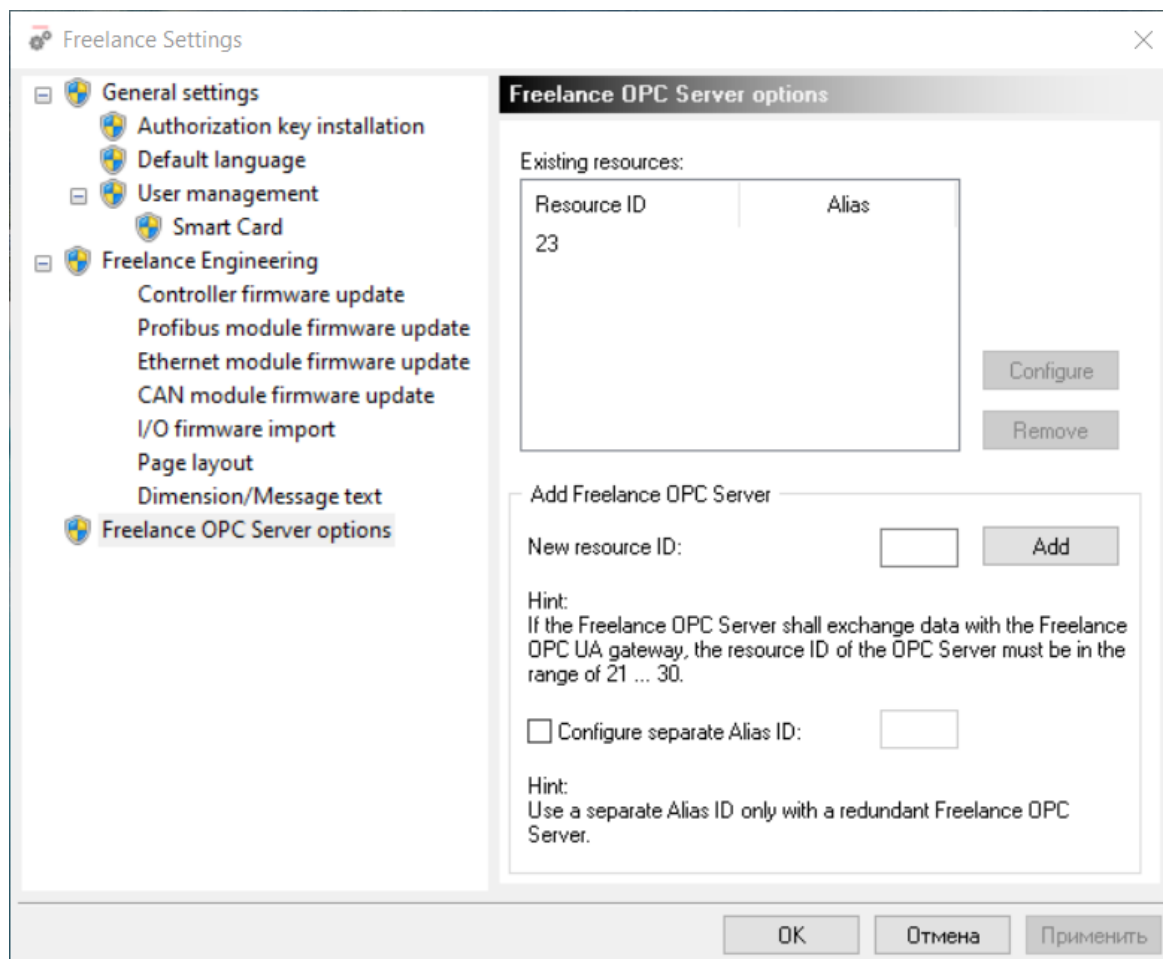 Freelance Settings
General settings
Authorization key installation
Default language
User management
Smart Card
Freelance Engineering
Controller firmware update
Profibus module firmware update
Ethernet module firmware update
CAN module firmware update
I/O firmware import
Page layout
Dimension/Message text
Freelance OPC Server options
Freelance OPC Server options
Existing resources:
Resource ID Alias
23
Configure
Remove
Add Freelance OPC Server
New resource ID: Add
Hint:
If the Freelance OPC Server shall exchange data with the Freelance
OPC UA gateway, the resource ID of the OPC Server must be in the
range of 21 ... 30.
Configure separate Alias ID:
Hint:
Use a separate Alias ID only with a redundant Freelance OPC
Server.
OK Отмена Применить